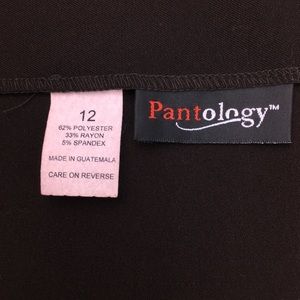 12
62% POLYESTER
33% RAYON
5% SPANDEX
MADE IN GUATEMALA
CARE ON REVERSE
Pantology™